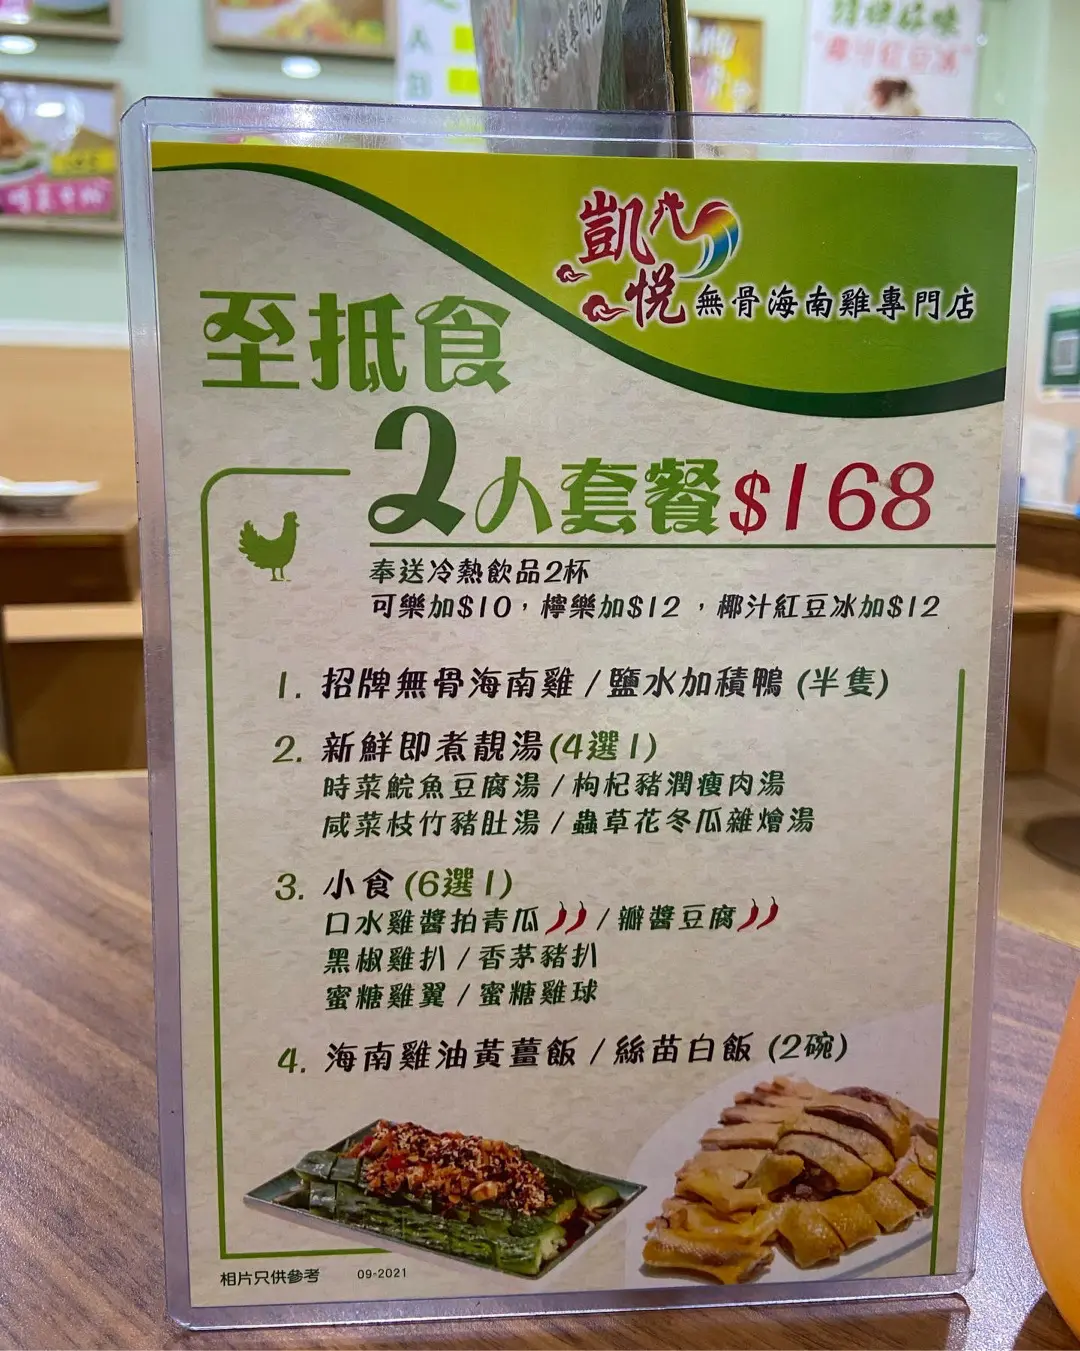 凱悅
無骨海南雞專門店
至抵食
2人套餐$168
奉送冷熱飲品2杯
可樂加$10，檸樂加$12，椰汁紅豆冰加$12
1. 招牌無骨海南雞 / 鹽水加積鴨 (半隻)
2. 新鮮即煮靚湯(4選1)
時菜鯇魚豆腐湯 / 枸杞豬潤瘦肉湯
咸菜枝竹豬肚湯 / 蟲草花冬瓜雜燴湯
3. 小食 (6選1)
口水雞醬拍青瓜 / 瓣醬豆腐
黑椒雞扒 / 香茅豬扒
蜜糖雞翼 / 蜜糖雞球
4. 海南雞油黃薑飯 / 絲苗白飯 (2碗)
相片只供參考 09-2021